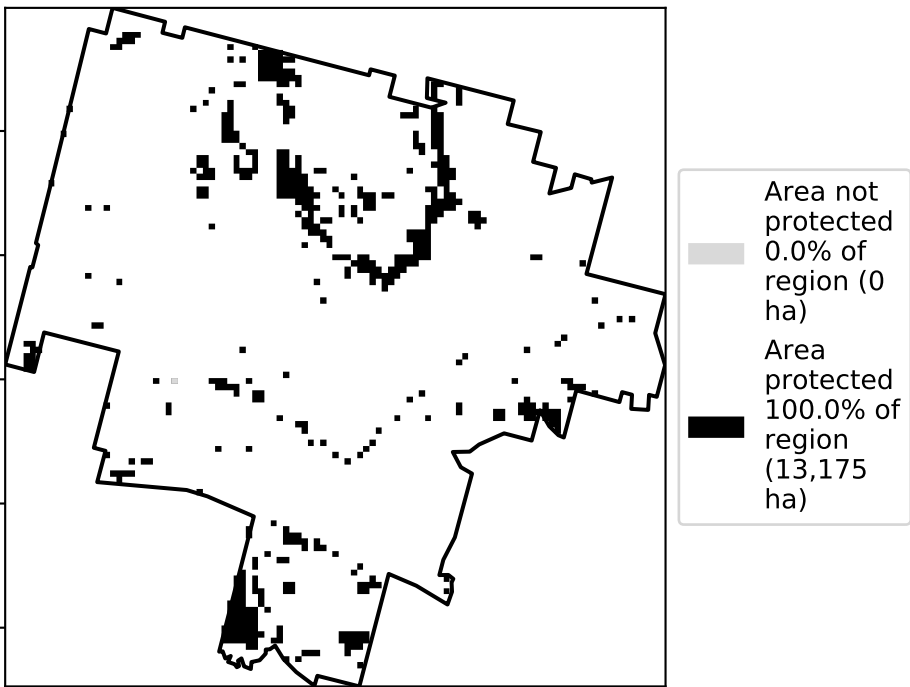 Area not
protected
0.0% of
region (0
ha)
Area
protected
100.0% of
region
(13,175
ha)